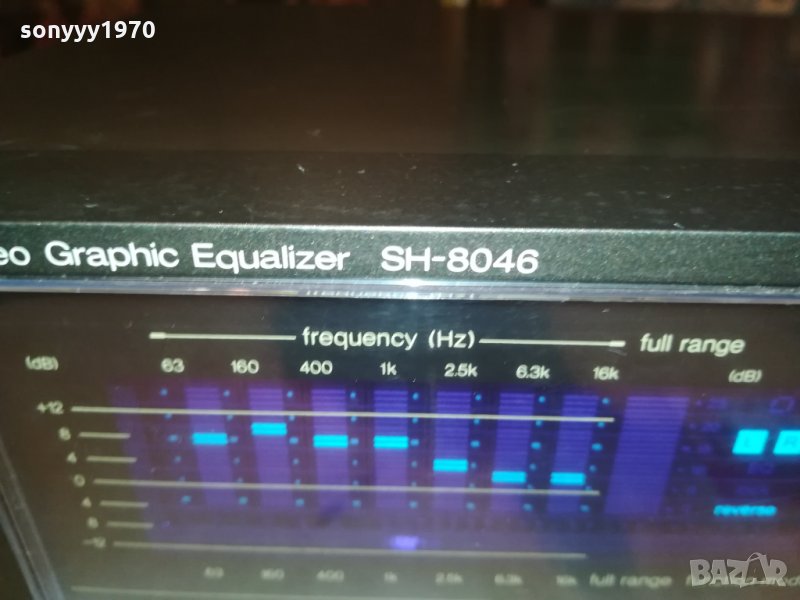 sonyyy1970
eo Graphic Equalizer SH-8046
frequency (Hz) full range
(dB) 63 160 400 1k 2.5k 6.3k 16k (dB)
+12
8
4
0
4
8
-12
L R
reverse
63 160 400 1k 2.5k 6.3k 16k full range
BAZAR